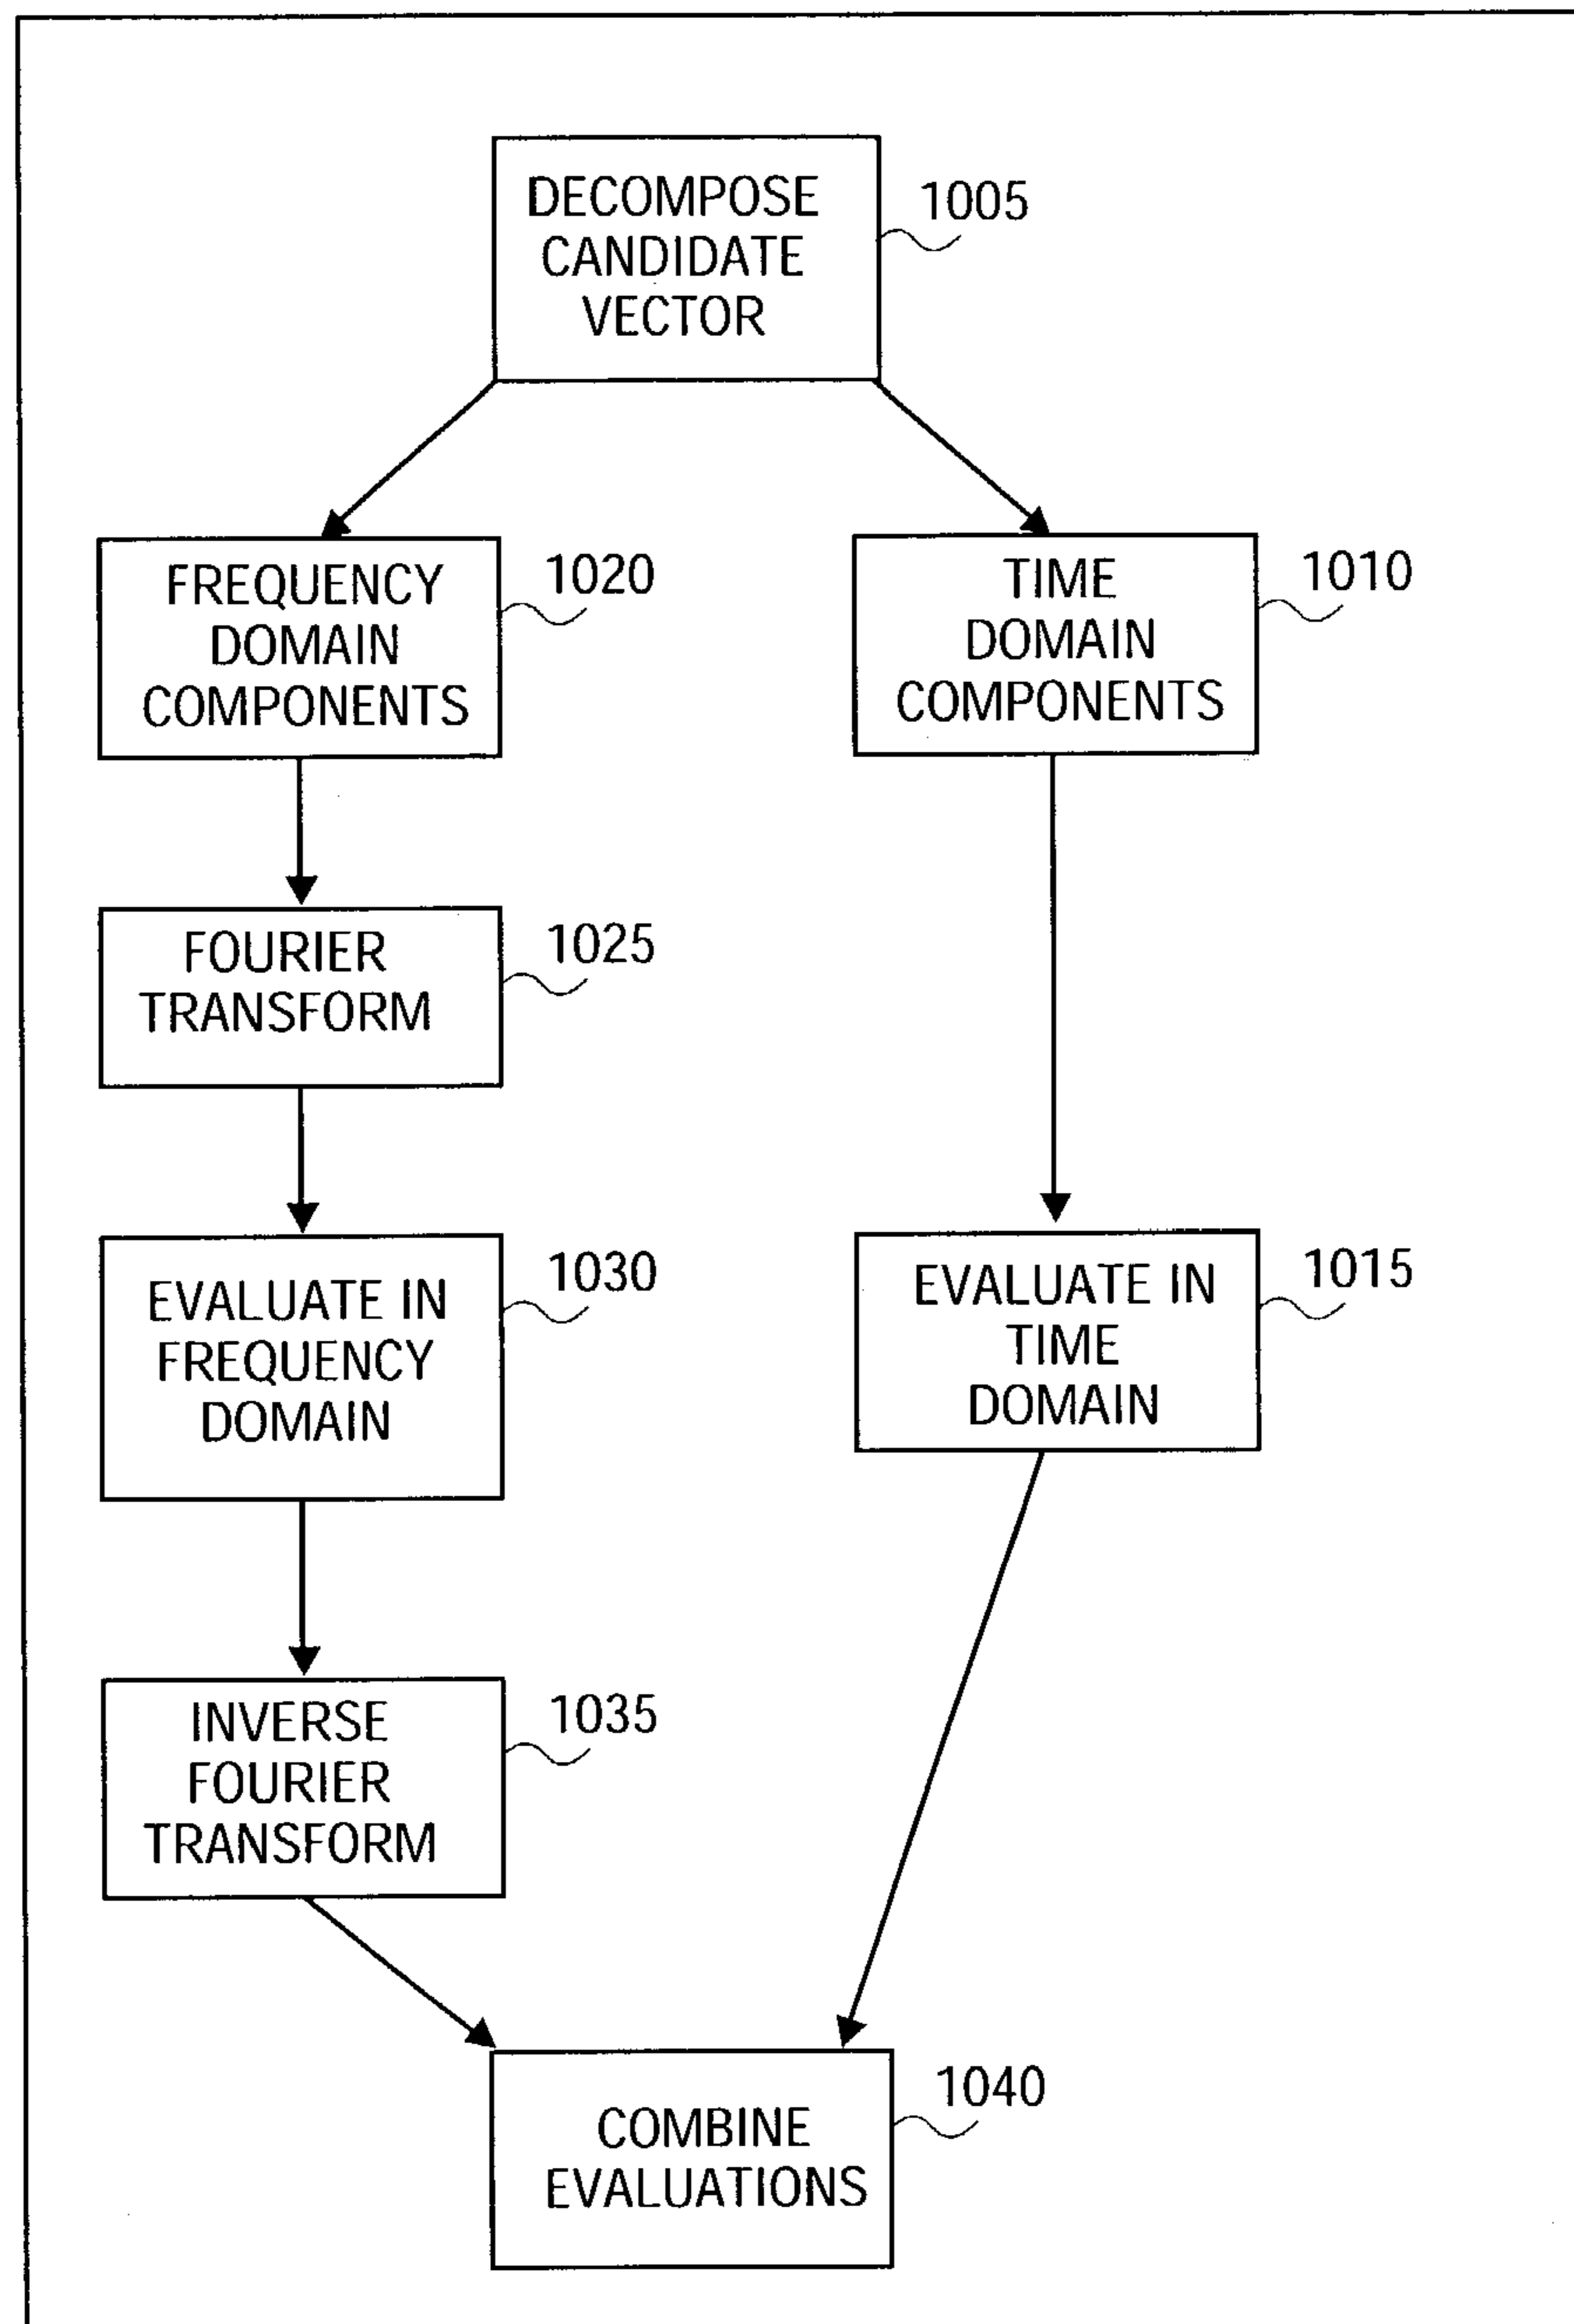 DECOMPOSE
CANDIDATE
VECTOR
1005
FREQUENCY
DOMAIN
COMPONENTS
1020
TIME
DOMAIN
COMPONENTS
1010
FOURIER
TRANSFORM
1025
EVALUATE IN
FREQUENCY
DOMAIN
1030
EVALUATE IN
TIME
DOMAIN
1015
INVERSE
FOURIER
TRANSFORM
1035
COMBINE
EVALUATIONS
1040